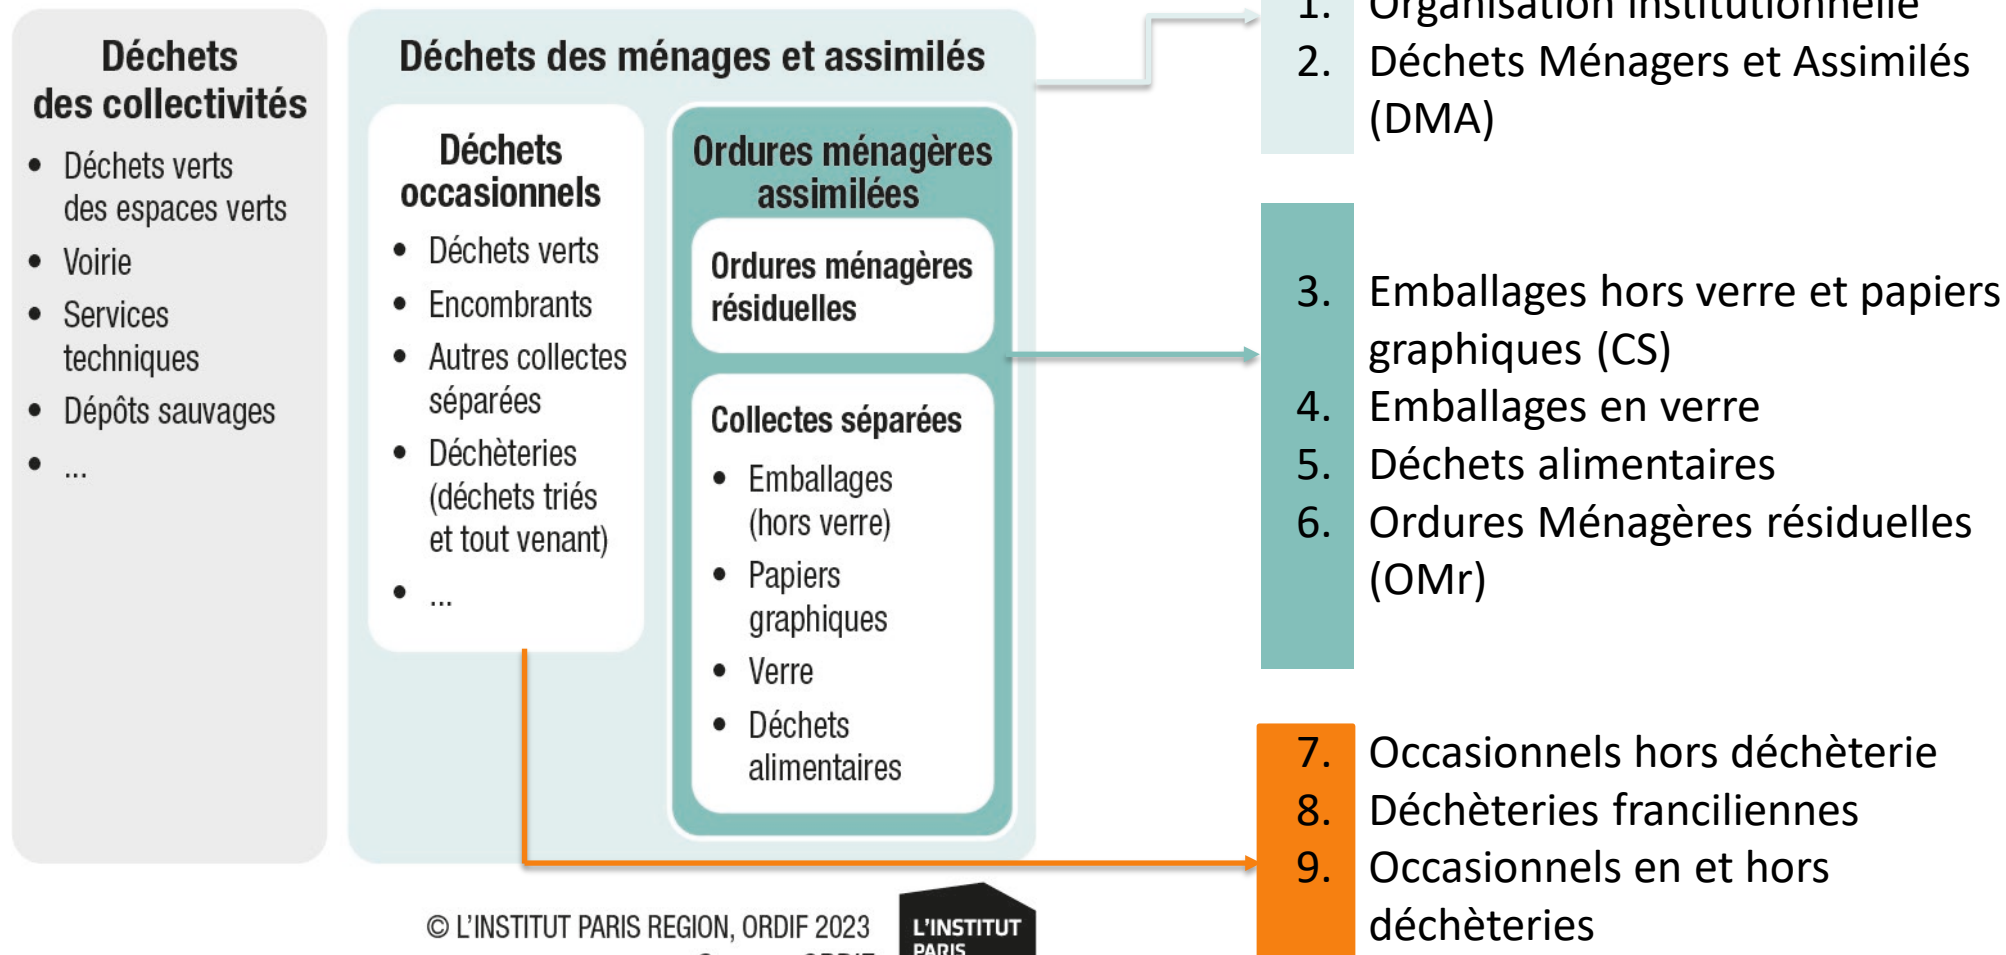 Déchets
des collectivités
• Déchets verts
des espaces verts
• Voirie
• Services
techniques
• Dépôts sauvages
• ...
Déchets des ménages et assimilés
Déchets
occasionnels
• Déchets verts
• Encombrants
• Autres collectes
séparées
• Déchèteries
(déchets triés
et tout venant)
• ...
Ordures ménagères
assimilées
Ordures ménagères
résiduelles
Collectes séparées
• Emballages
(hors verre)
• Papiers
graphiques
• Verre
• Déchets
alimentaires
1. Organisation institutionnelle
2. Déchets Ménagers et Assimilés
(DMA)
3. Emballages hors verre et papiers
graphiques (CS)
4. Emballages en verre
5. Déchets alimentaires
6. Ordures Ménagères résiduelles
(OMr)
7. Occasionnels hors déchèterie
8. Déchèteries franciliennes
9. Occasionnels en et hors
déchèteries
© L'INSTITUT PARIS REGION, ORDIF 2023
L'INSTITUT
PARIS